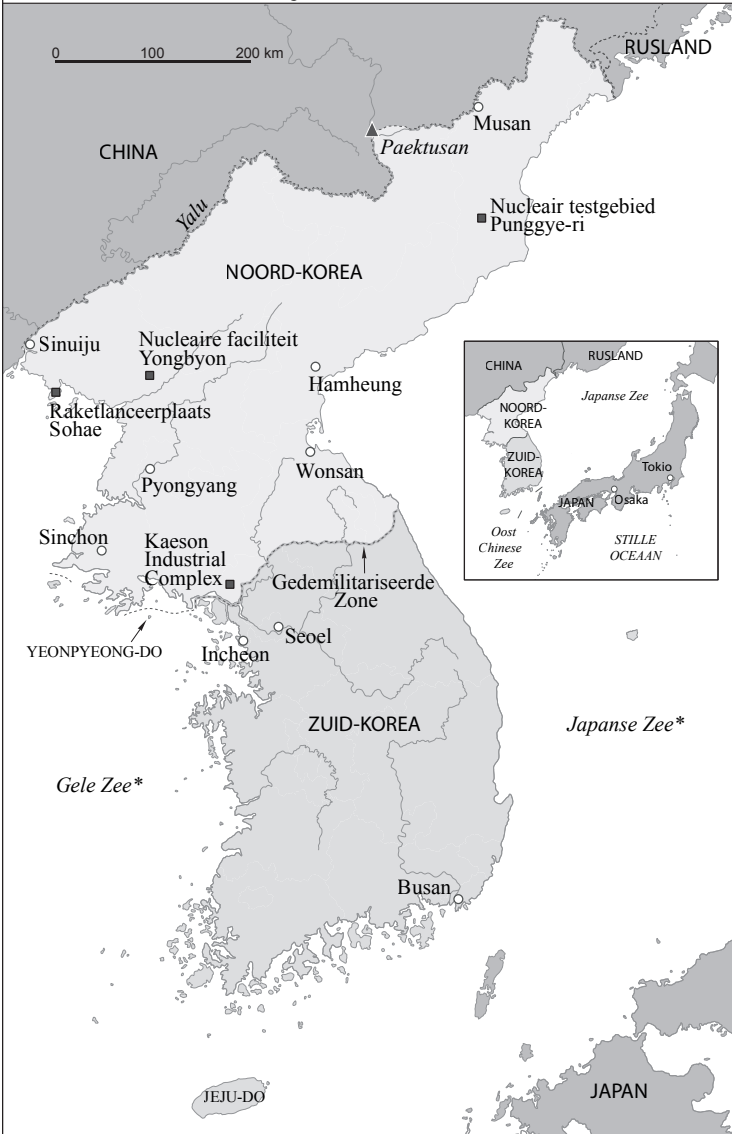 RUSLAND
0 100 200 km
Musan
CHINA
Paektusan
Yalu
Nucleair testgebied
Punggye-ri
NOORD-KOREA
Sinuiju
Nucleaire faciliteit
Yongbyon
Hamheung
Raketlanceerplaats
Sohae
Wonsan
Pyongyang
Sinchon
Kaeson
Industrial
Complex
Gedemilitariseerde
Zone
YEONPYEONG-DO
Incheon
Seoel
ZUID-KOREA
Japanse Zee*
Gele Zee*
Busan
JEJU-DO
JAPAN
CHINA
RUSLAND
Japanse Zee
NOORD-
KOREA
ZUID-
KOREA
Tokio
JAPAN
Osaka
Oost
Chinese
Zee
STILLE
OCEAAN